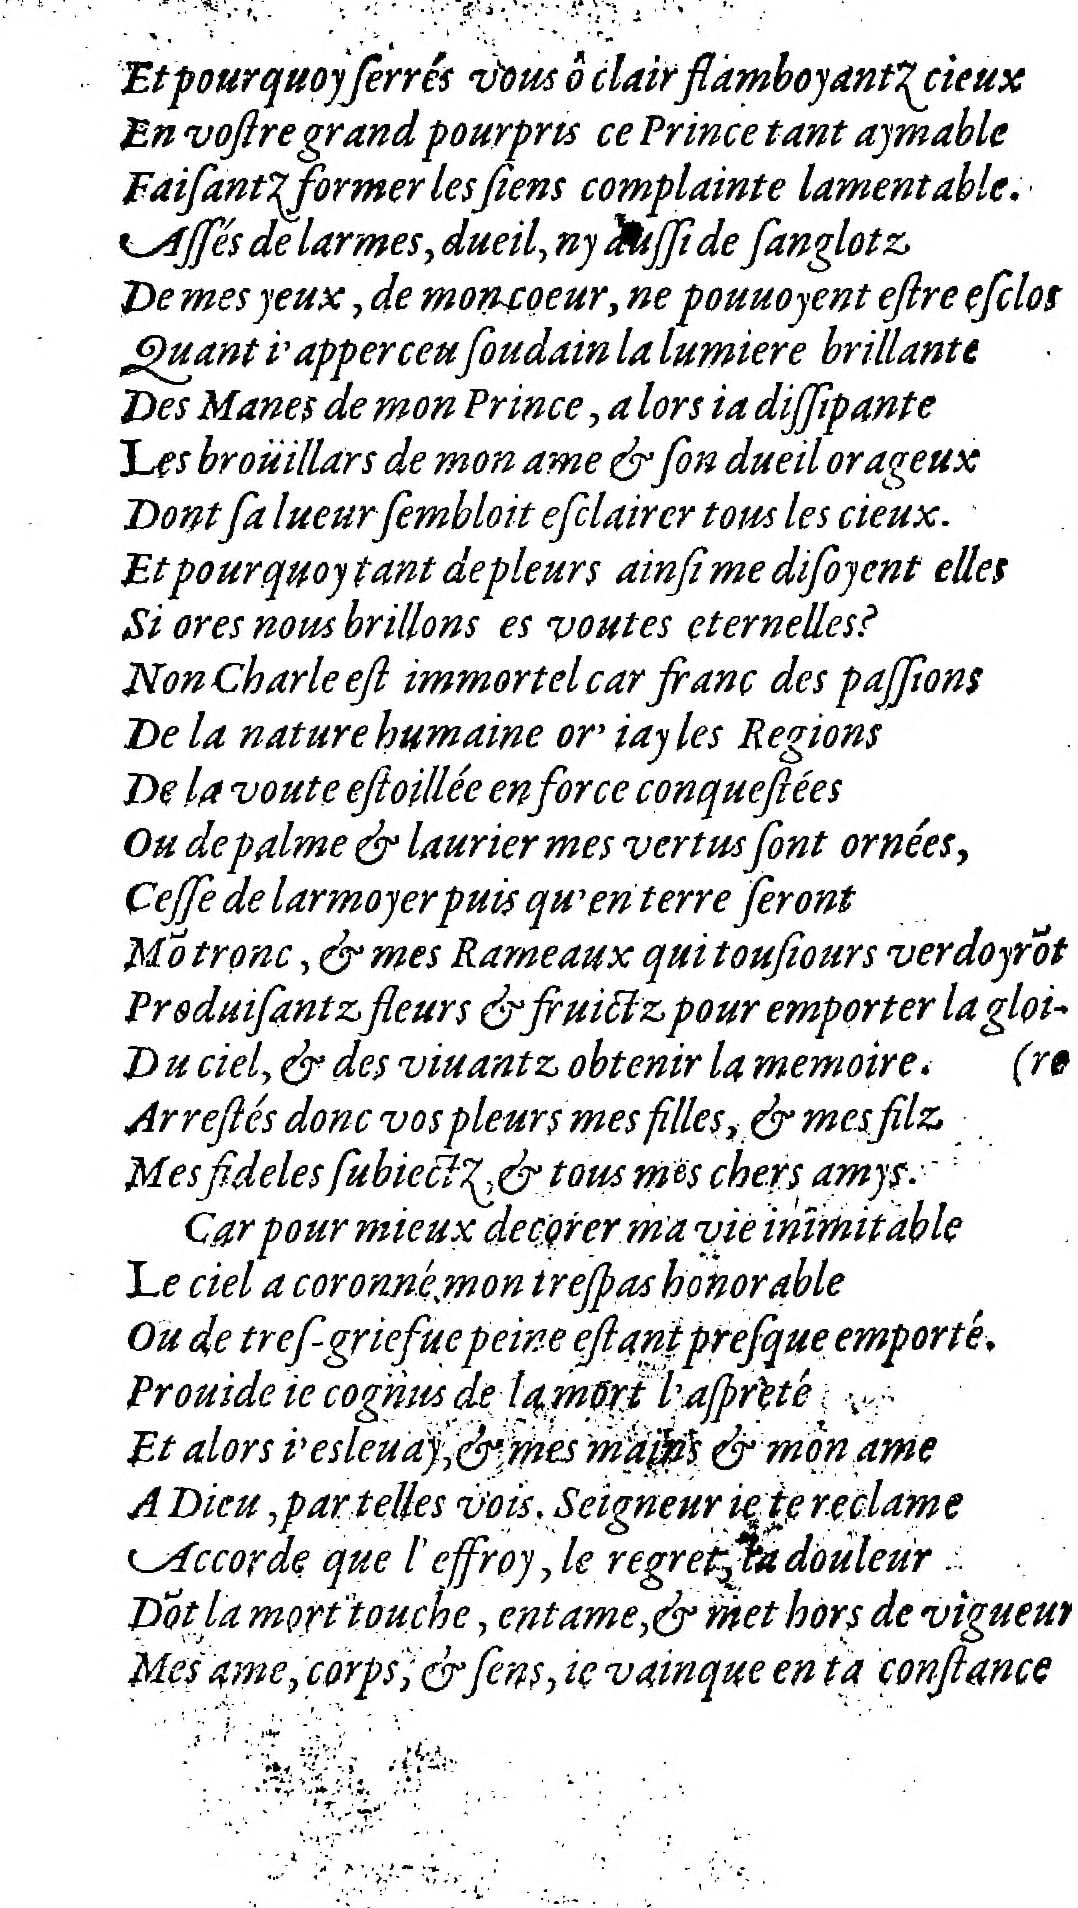 Et pourquoy ſerrés vous ô clair flamboyantz cieux
En voſtre grand pourpris ce Prince tant aymable
Faiſantz former les ſiens complainte lamentable.
Aſſés de larmes, dueil, ny auſſi de ſanglotz
De mes yeux, de mon coeur, ne pouuoyent eſtre eſclos
Quant i'apperceu ſoudain la lumiere brillante
Des Manes de mon Prince, alors ia diſſipante
Les broüillars de mon ame & ſon dueil orageux
Dont ſa lueur ſembloit eſclairer tous les cieux.
Et pourquoy tant de pleurs ainſi me diſoyent elles
Si ores nous brillons es voutes eternelles?
Non Charle eſt immortel car franc des paſſions
De la nature humaine or' iay les Regions
De la voute eſtoillée en force conqueſtées
Ou de palme & laurier mes vertus ſont ornées,
Ceſſe de larmoyer puis qu'en terre ſeront
Mõ tronc, & mes Rameaux qui touſiours verdoyrõt
Produiſantz fleurs & fruictz pour emporter la gloi-
Du ciel, & des viuantz obtenir la memoire. (re
Arreſtés donc vos pleurs mes filles, & mes filz
Mes fideles ſubiectz, & tous mes chers amys.
Car pour mieux decorer ma vie inimitable
Le ciel a coronné mon treſpas honorable
Ou de treſ-griefue peine eſtant preſque emporté.
Prouide ie cognus de la mort l'aſpreté
Et alors i'esleuay, & mes mains & mon ame
A Dieu, par telles vois. Seigneur ie te reclame
Accorde que l'effroy, le regret, la douleur
Dõt la mort touche, entame, & met hors de vigueur
Mes ame, corps, & ſens, ie vainque en ta conſtance